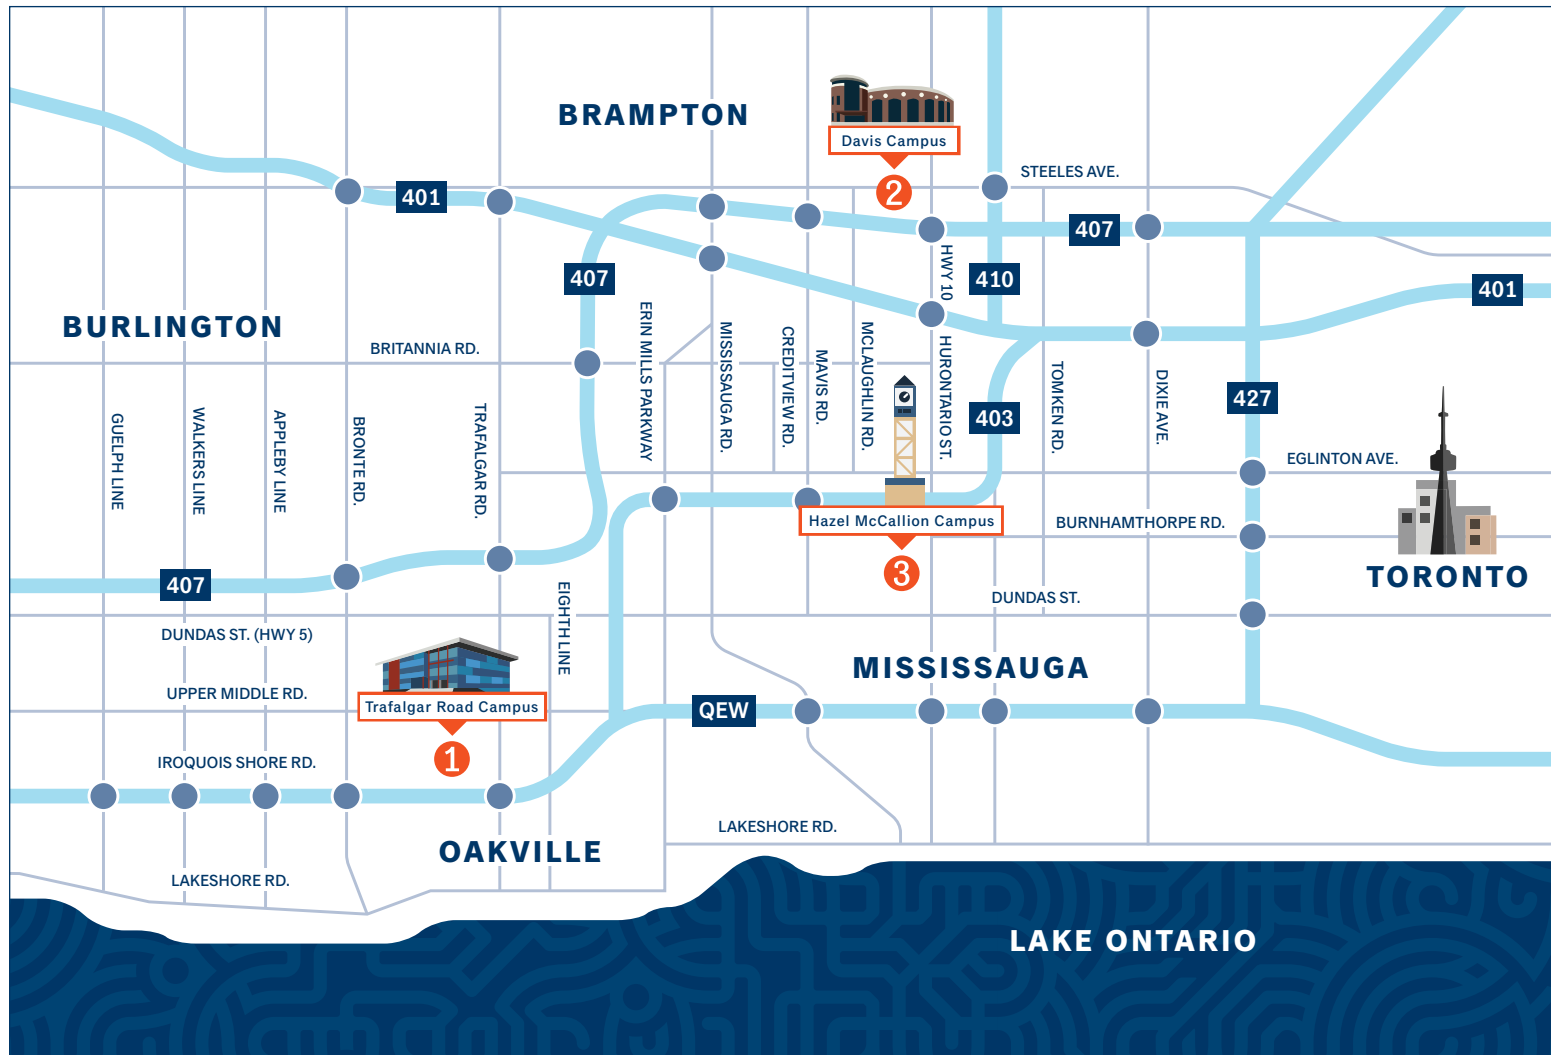 BRAMPTON
Davis Campus
2
STEELES AVE.
401
407
407
HWY 10
410
401
BURLINGTON
BRITANNIA RD.
ERIN MILLS PARKWAY
MISSISSAUGA RD.
CREDITVIEW RD.
MAVIS RD.
MCLAUGHLIN RD.
HURONTARIO ST.
403
TOMKEN RD.
DIXIE AVE.
427
GUELPH LINE
WALKERS LINE
APPLEBY LINE
BRONTE RD.
TRAFALGAR RD.
EGLINTON AVE.
Hazel McCallion Campus
3
BURNHAMTHORPE RD.
TORONTO
407
EIGHTH LINE
DUNDAS ST.
DUNDAS ST. (HWY 5)
MISSISSAUGA
UPPER MIDDLE RD.
Trafalgar Road Campus
1
QEW
IROQUOIS SHORE RD.
LAKESHORE RD.
OAKVILLE
LAKESHORE RD.
LAKE ONTARIO